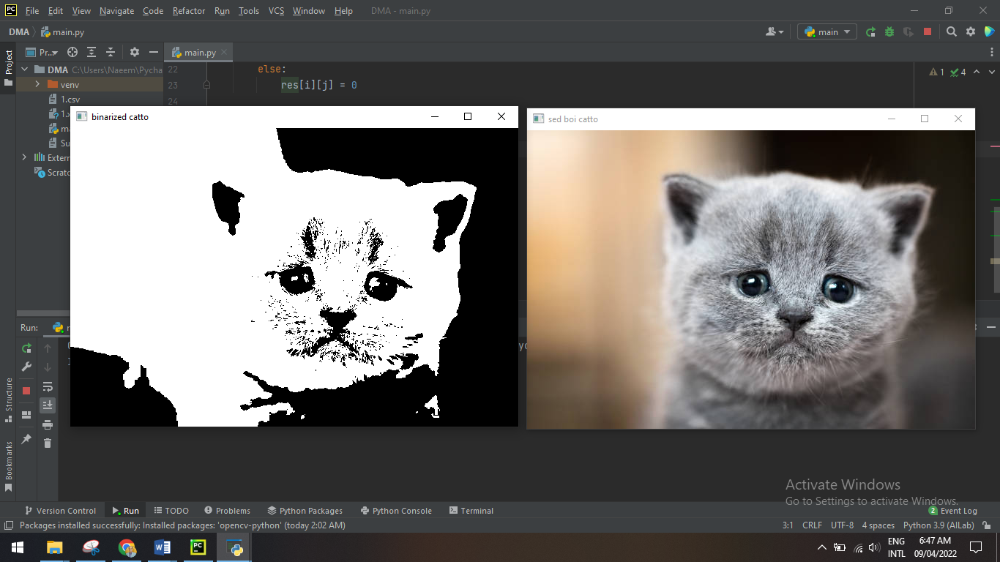 PC File Edit View Navigate Code Refactor Run Tools VCS Window Help DMA - main.py
DMA main.py main
Project Pr... main.py
DMA C:\Users\Naeem\Pycha
venv
1.csv
Extern
Scratc
22 else:
23 res[i][j] = 0
24
1 4
binarized catto
sed boi catto
Run:
Structure
Bookmarks
Activate Windows
Go to Settings to activate Windows.
Version Control Run TODO Problems Python Packages Python Console Terminal 2 Event Log
Packages installed successfully: Installed packages: 'opencv-python' (today 2:02 AM) 3:1 CRLF UTF-8 4 spaces Python 3.9 (AILab)
W PC ENG 6:47 AM
INTL 09/04/2022